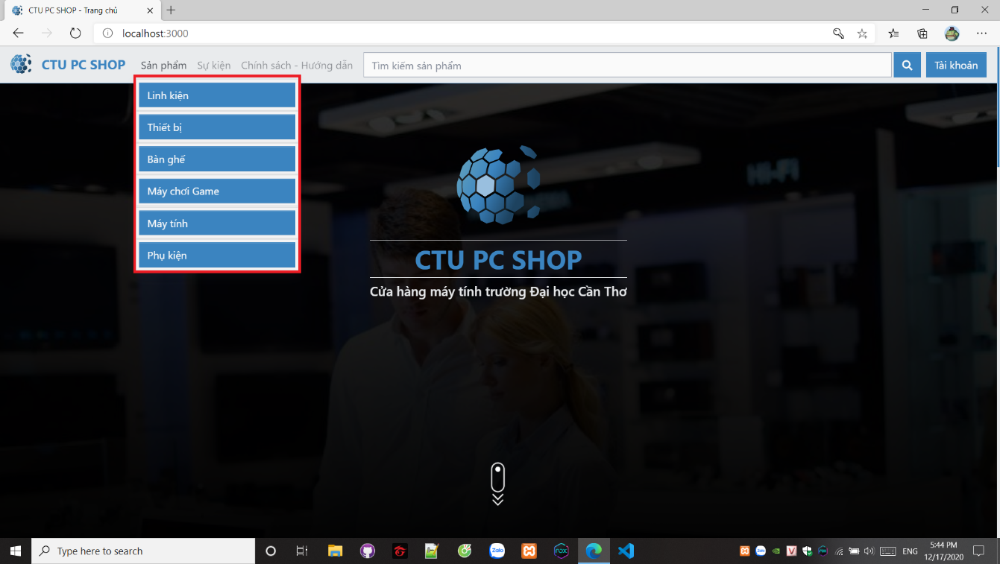 CTU PC SHOP - Trang chủ
localhost:3000
CTU PC SHOP Sản phẩm Sự kiện Chính sách - Hướng dẫn Tìm kiếm sản phẩm Tài khoản
Linh kiện
Thiết bị
Bàn ghế
Máy chơi Game
Máy tính
Phụ kiện
HI-FI
CTU PC SHOP
Cửa hàng máy tính trường Đại học Cần Thơ
Type here to search
Zalo
nox
ENG
5:44 PM
12/17/2020